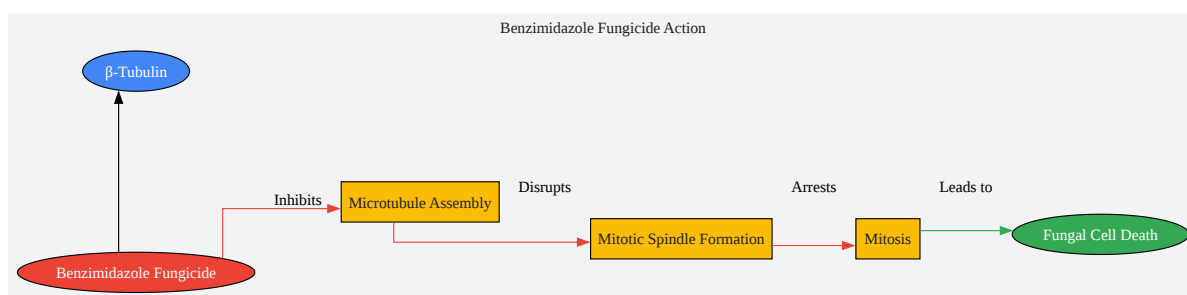 Benzimidazole Fungicide Action
β-Tubulin
Inhibits
Microtubule Assembly
Disrupts
Mitotic Spindle Formation
Arrests
Mitosis
Leads to
Fungal Cell Death
Benzimidazole Fungicide